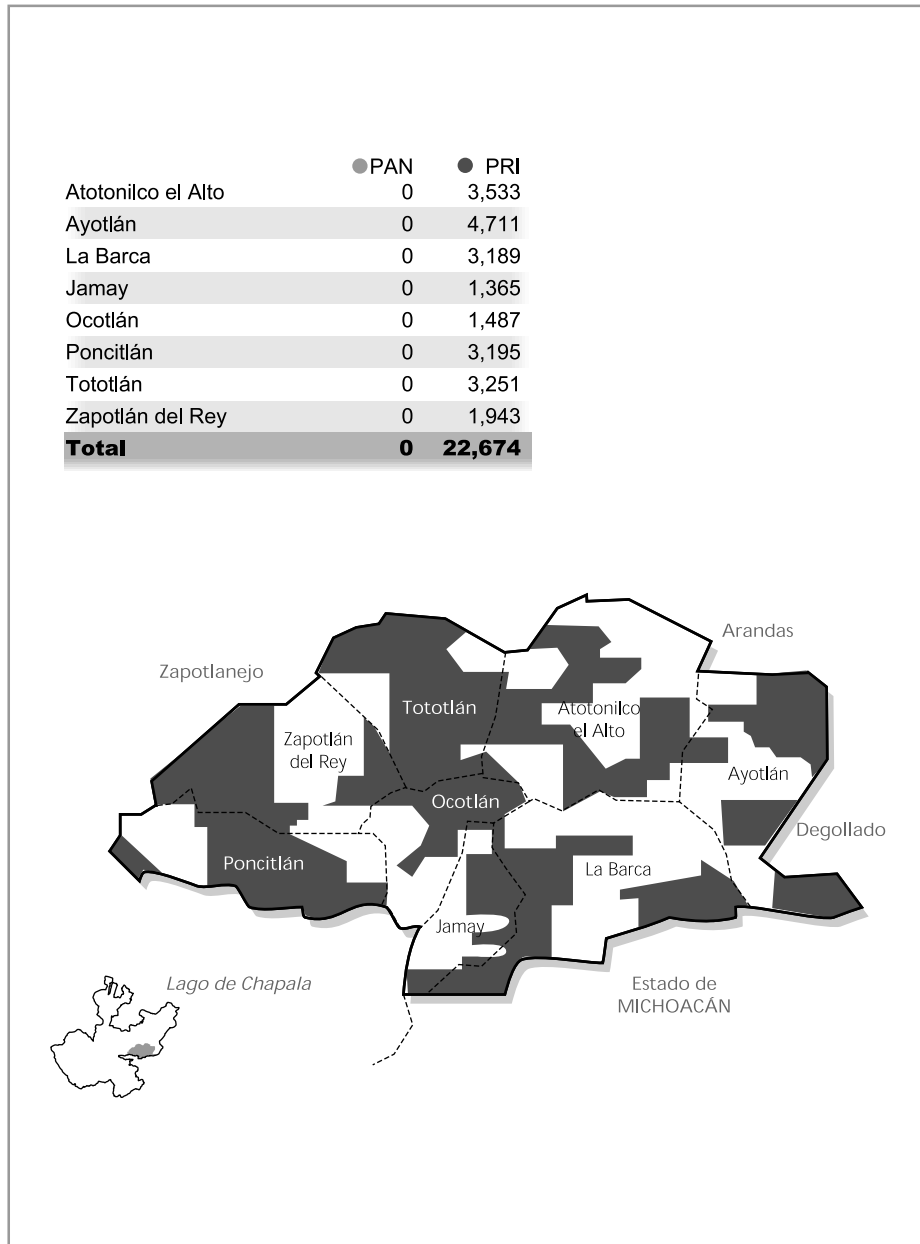 PAN PRI
Atotonilco el Alto 0 3,533
Ayotlán 0 4,711
La Barca 0 3,189
Jamay 0 1,365
Ocotlán 0 1,487
Poncitlán 0 3,195
Tototlán 0 3,251
Zapotlán del Rey 0 1,943
Total 0 22,674
Arandas
Zapotlanejo
Tototlán
Atotonilco
el Alto
Zapotlán
del Rey
Ayotlán
Ocotlán
Degollado
Poncitlán
La Barca
Jamay
Lago de Chapala
Estado de
MICHOACÁN